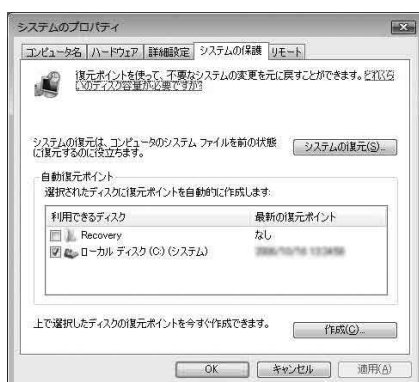 システムのプロパティ
コンピュータ名 ハードウェア 詳細設定 システムの保護 リモート
復元ポイントを使って、不要なシステムの変更を元に戻すことができます。どれくら
いのディスク容量が必要ですか?
システムの復元は、コンピュータのシステム ファイルを前の状態
に復元するのに役立ちます。
システムの復元(S)...
自動復元ポイント
選択されたディスクに復元ポイントを自動的に作成します:
利用できるディスク 最新の復元ポイント
Recovery なし
ローカル ディスク (C:) (システム)
上で選択したディスクの復元ポイントを今すぐ作成できます。
作成(C)...
OK キャンセル 適用(A)